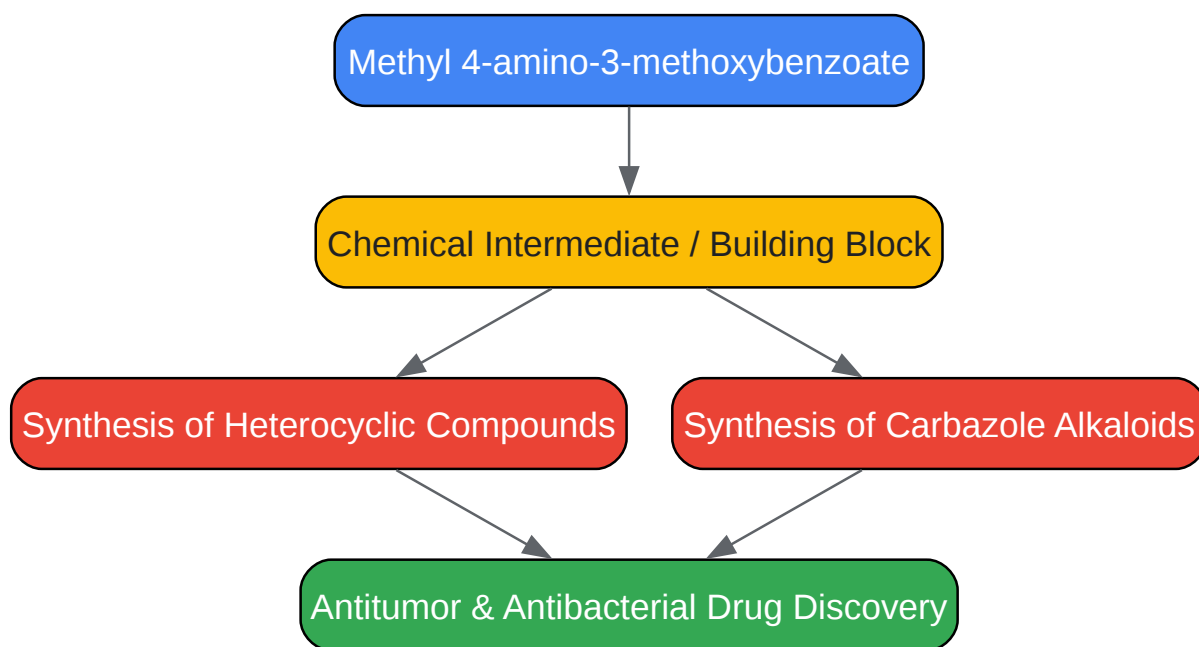 Methyl 4-amino-3-methoxybenzoate
Chemical Intermediate / Building Block
Synthesis of Heterocyclic Compounds
Synthesis of Carbazole Alkaloids
Antitumor & Antibacterial Drug Discovery